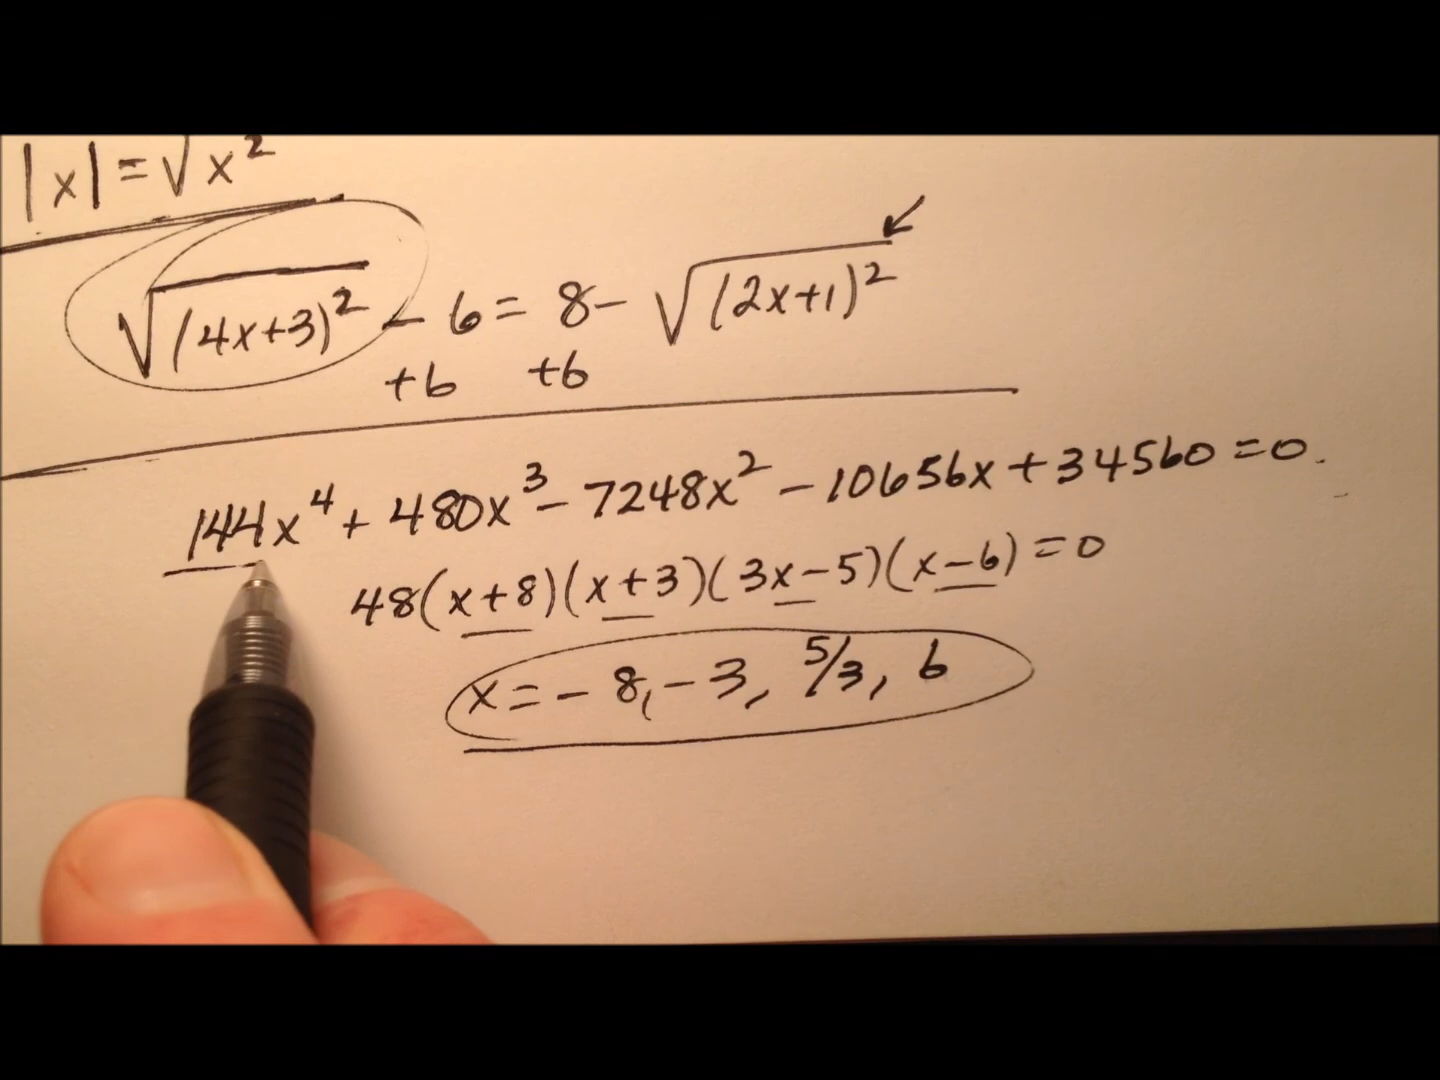 |x| = √x²
√(4x+3)² - 6 = 8 - √(2x+1)²
+6 +6
144x⁴ + 480x³ - 7248x² - 10656x + 34560 = 0.
48(x+8)(x+3)(3x-5)(x-6) = 0
x = -8, -3, 5/3, 6